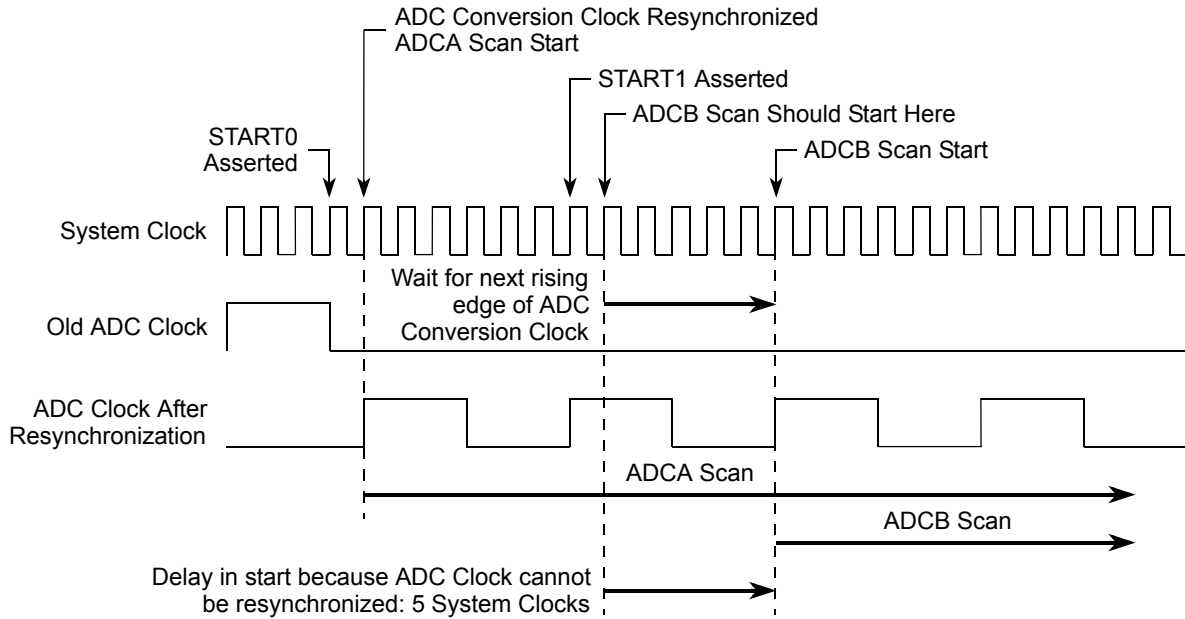 ADC Conversion Clock Resynchronized
ADCA Scan Start
START1 Asserted
ADCB Scan Should Start Here
START0
Asserted
ADCB Scan Start
System Clock
Wait for next rising
edge of ADC
Conversion Clock
Old ADC Clock
ADC Clock After
Resynchronization
ADCA Scan
ADCB Scan
Delay in start because ADC Clock cannot
be resynchronized: 5 System Clocks